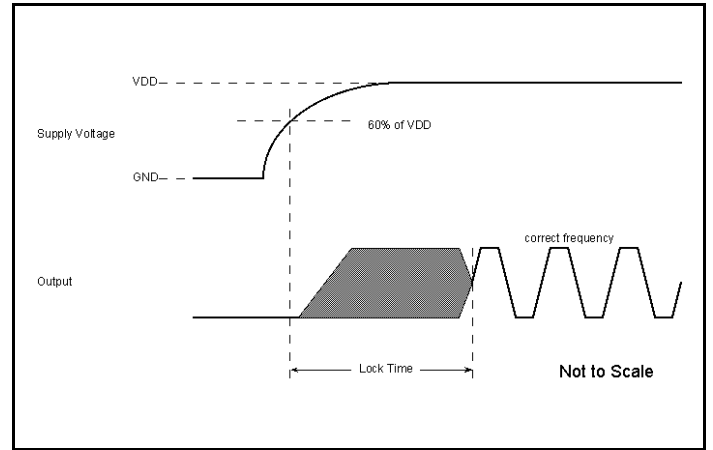 VDD
60% of VDD
Supply Voltage
GND
correct frequency
Output
Lock Time
Not to Scale